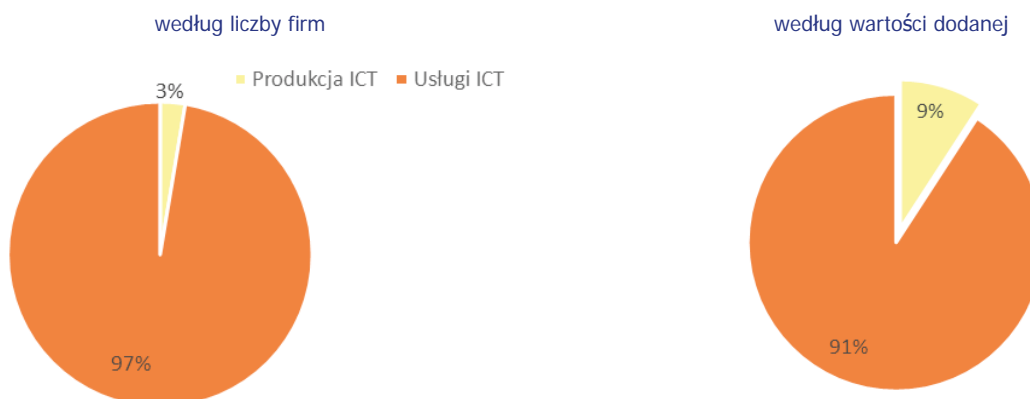 według liczby firm
według wartości dodanej
Produkcja ICT Usługi ICT
3%
9%
97%
91%